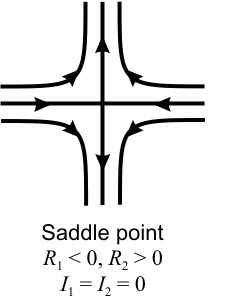 Saddle point
R₁ < 0, R₂ > 0
I₁ = I₂ = 0